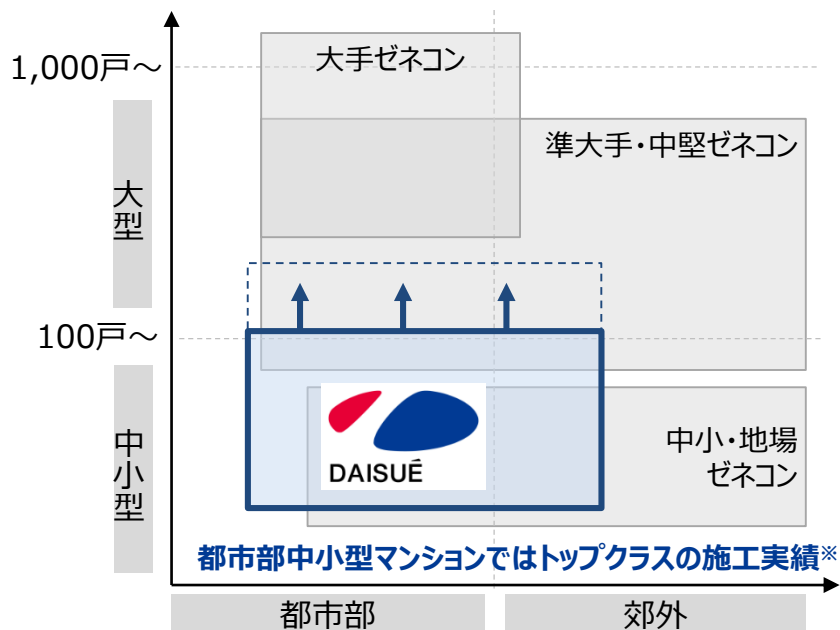 1,000戸～
大手ゼネコン
準大手・中堅ゼネコン
大型
100戸～
中小型
DAISUÉ
中小・地場
ゼネコン
都市部中小型マンションではトップクラスの施工実績※
都市部
郊外